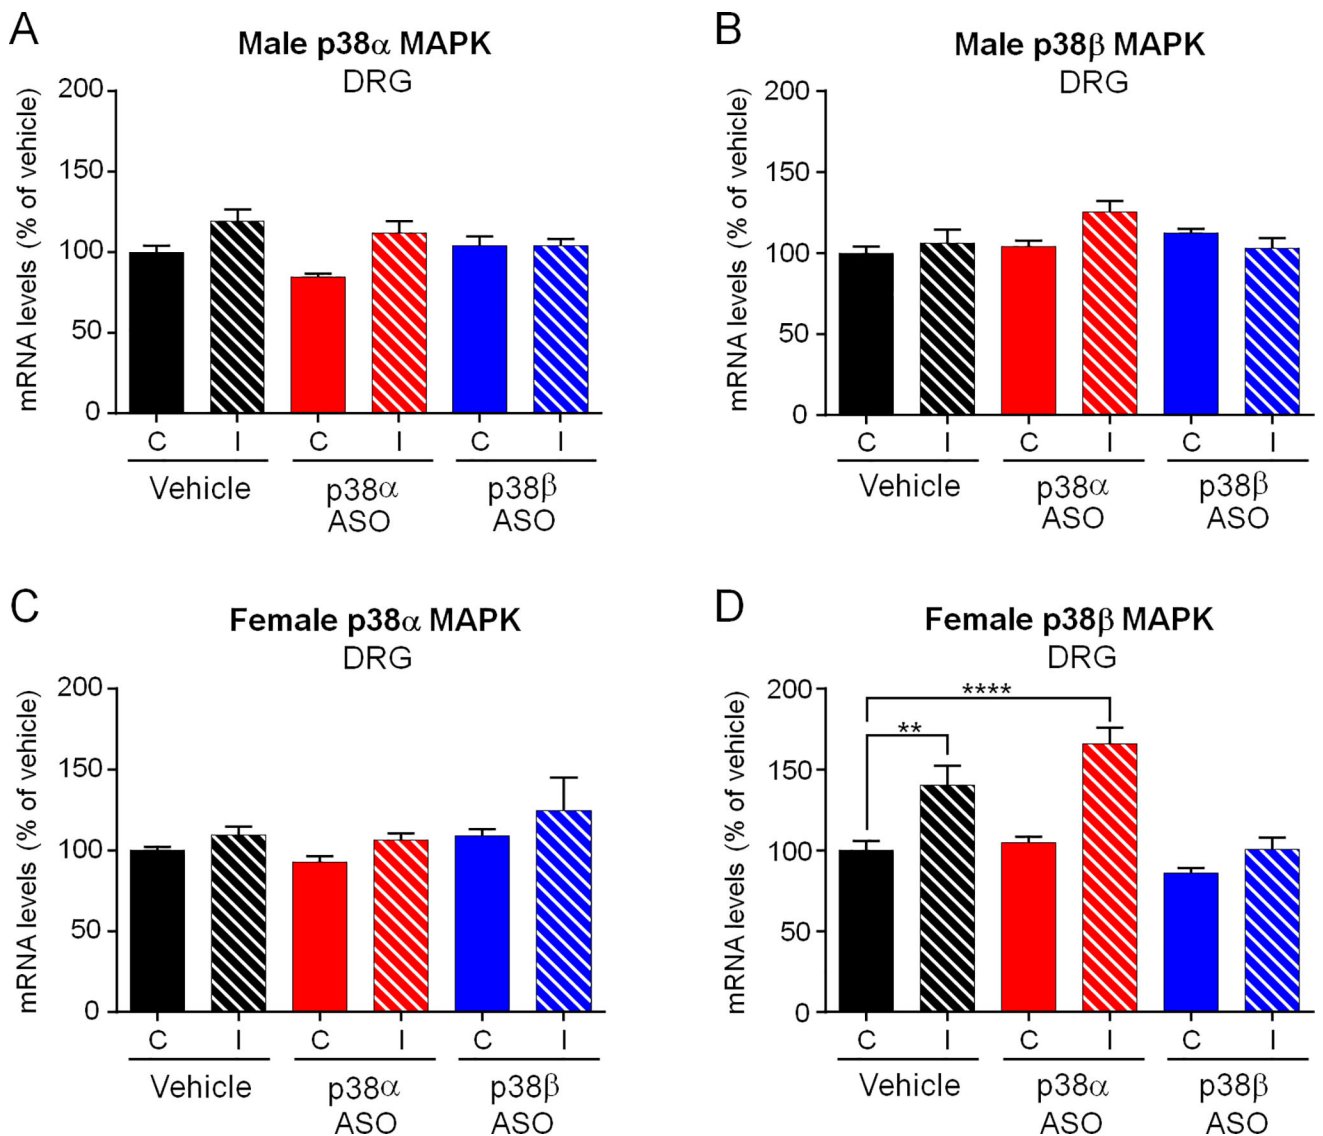 A
Male p38α MAPK
DRG
mRNA levels (% of vehicle)
200
150
100
50
0
C I C I C I
Vehicle p38α ASO p38β ASO
B
Male p38β MAPK
DRG
mRNA levels (% of vehicle)
200
150
100
50
0
C I C I C I
Vehicle p38α ASO p38β ASO
C
Female p38α MAPK
DRG
mRNA levels (% of vehicle)
200
150
100
50
0
C I C I C I
Vehicle p38α ASO p38β ASO
D
Female p38β MAPK
DRG
mRNA levels (% of vehicle)
200
150
100
50
0
****
**
C I C I C I
Vehicle p38α ASO p38β ASO